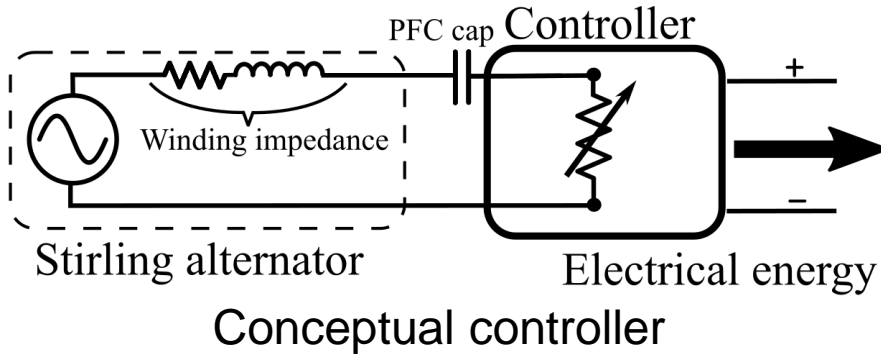 PFC cap
Controller
Winding impedance
+
−
Stirling alternator
Electrical energy
Conceptual controller